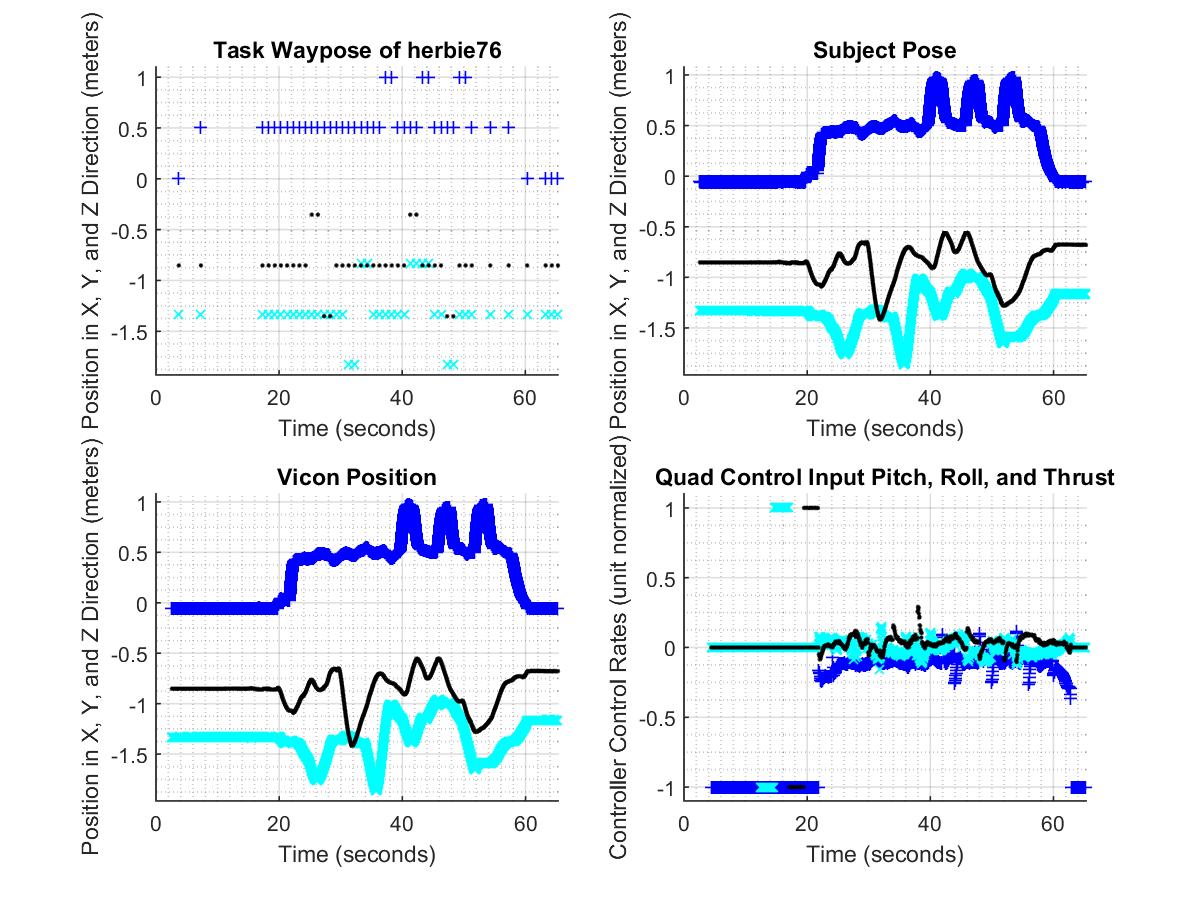 Task Waypose of herbie76
Position in X, Y, and Z Direction (meters)
1
0.5
0
-0.5
-1
-1.5
0 20 40 60
Time (seconds)
Subject Pose
Position in X, Y, and Z Direction (meters)
1
0.5
0
-0.5
-1
-1.5
0 20 40 60
Time (seconds)
Vicon Position
Position in X, Y, and Z Direction (meters)
1
0.5
0
-0.5
-1
-1.5
0 20 40 60
Time (seconds)
Quad Control Input Pitch, Roll, and Thrust
Controller Control Rates (unit normalized)
1
0.5
0
-0.5
-1
0 20 40 60
Time (seconds)